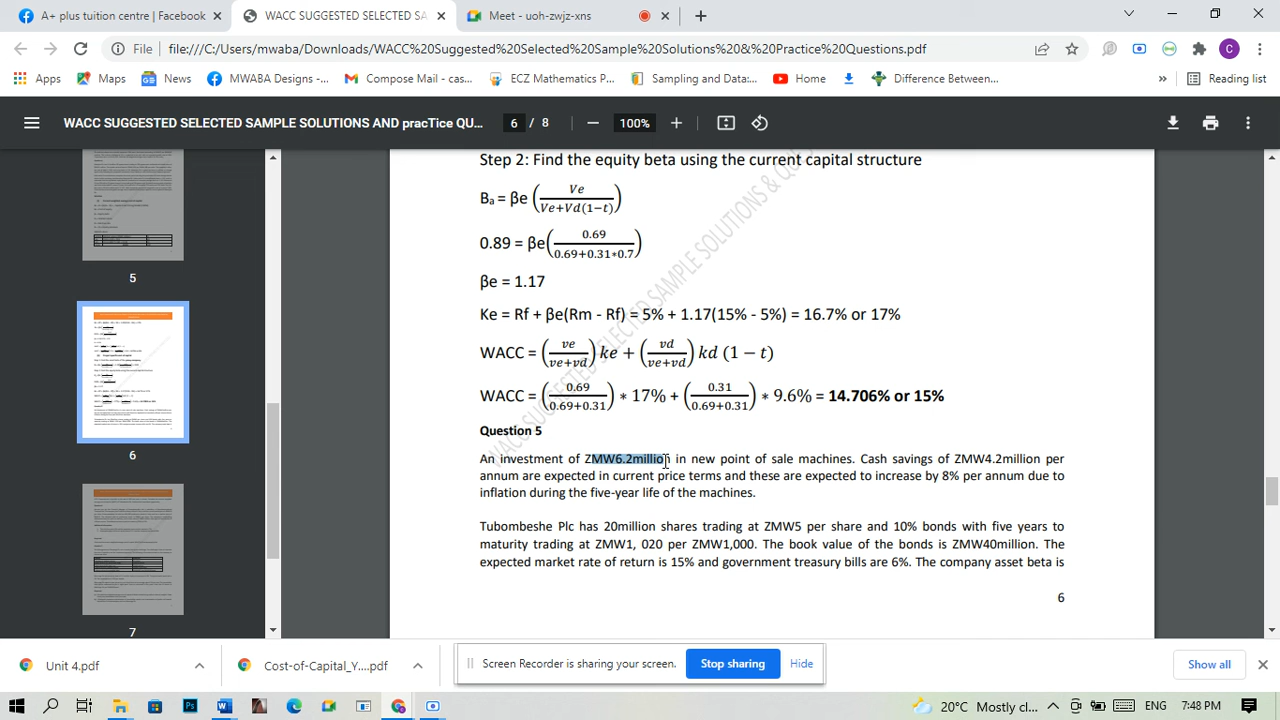 A+ plus tuition centre | Facebook
WACC SUGGESTED SELECTED SA
Meet - uoh-zwjz-xns
File
file:///C:/Users/mwaba/Downloads/WACC%20Suggested%20Selected%20Sample%20Solutions%20&%20Practice%20Questions.pdf
Apps
Maps
News
MWABA Designs -...
Compose Mail - cos...
ECZ Mathematics P...
Sampling and Data:...
Home
Difference Between...
»
Reading list
WACC SUGGESTED SELECTED SAMPLE SOLUTIONS AND pracTice QU...
6 / 8
100%
5
6
7
Step 2: Find the equity beta using the current capital structure
Ba = βe (Ve / Ve+Vd(1−t))
0.89 = βe(0.69 / 0.69+0.31∗0.7)
βe = 1.17
Ke = Rf + βe(Rm - Rf) = 5% + 1.17(15% - 5%) = 16.7% or 17%
WACC = (ve / ve+vd) ke + (vd / ve+vd) kd (1 − t)
WACC = (0.69 / 0.69+0.31) ∗ 17% + (0.31 / 0.69+0.31) ∗ 9.6% = 14.706% or 15%
Question 5
An investment of ZMW6.2million in new point of sale machines. Cash savings of ZMW4.2million per
annum are expected in current price terms and these are expected to increase by 8% per annum due to
inflation during the five-year life of the machines.
Tubombeshe Plc has 20million shares trading at ZMW5 per share and 10% bonds with five years to
maturity trading at ZMW1, 020 per ZMW1,000. The book value of the bonds is ZMW40million. The
expected market rate of return is 15% and government treasury bills are 6%. The company asset beta is
6
Unit 4.pdf
Cost-of-Capital_Y....pdf
Screen Recorder is sharing your screen.
Stop sharing
Hide
Show all
20°C Mostly cl...
ENG
7:48 PM